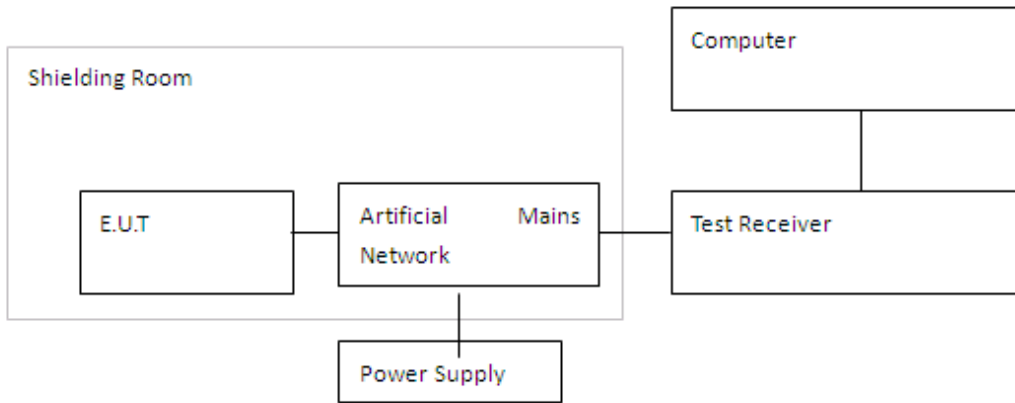 Computer
Shielding Room
E.U.T
Artificial Mains
Network
Test Receiver
Power Supply